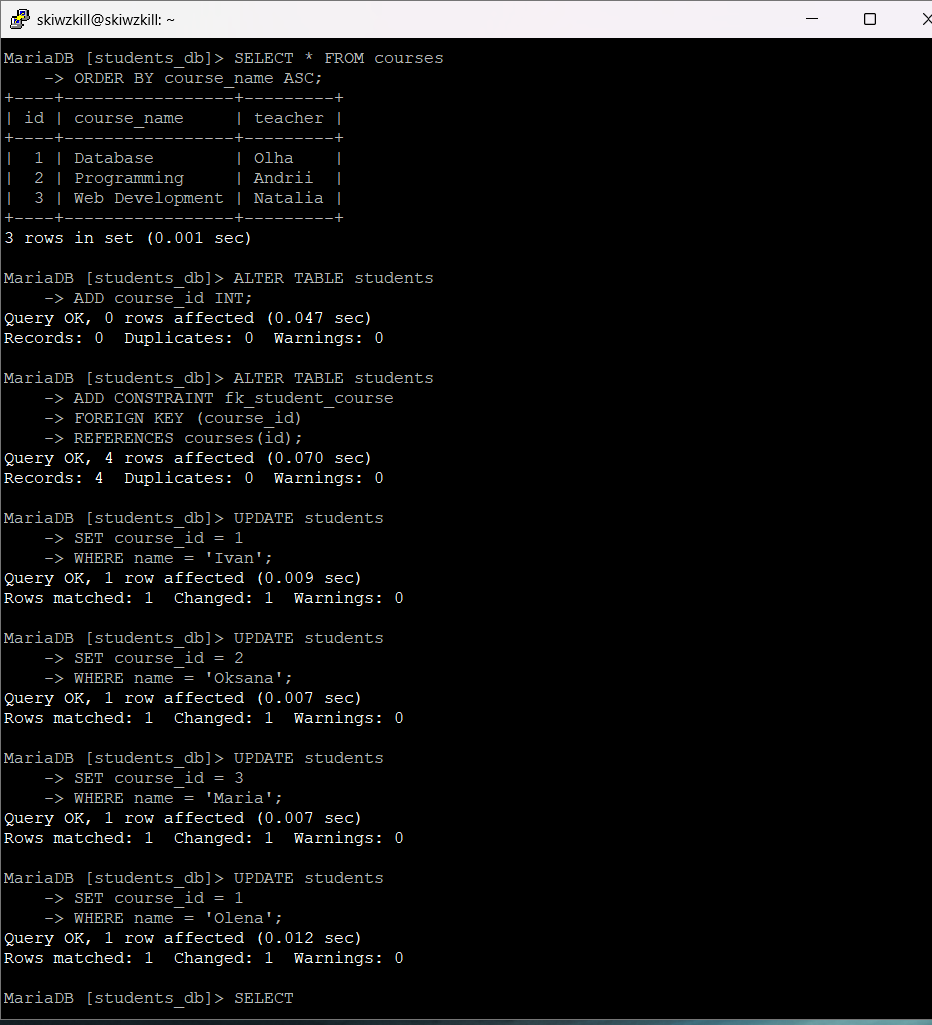 skiwzkill@skiwzkill: ~
MariaDB [students_db]> SELECT * FROM courses
    -> ORDER BY course_name ASC;
+----+-----------------+---------+
| id | course_name     | teacher |
+----+-----------------+---------+
|  1 | Database        | Olha    |
|  2 | Programming     | Andrii  |
|  3 | Web Development | Natalia |
+----+-----------------+---------+
3 rows in set (0.001 sec)
MariaDB [students_db]> ALTER TABLE students
    -> ADD course_id INT;
Query OK, 0 rows affected (0.047 sec)
Records: 0  Duplicates: 0  Warnings: 0
MariaDB [students_db]> ALTER TABLE students
    -> ADD CONSTRAINT fk_student_course
    -> FOREIGN KEY (course_id)
    -> REFERENCES courses(id);
Query OK, 4 rows affected (0.070 sec)
Records: 4  Duplicates: 0  Warnings: 0
MariaDB [students_db]> UPDATE students
    -> SET course_id = 1
    -> WHERE name = 'Ivan';
Query OK, 1 row affected (0.009 sec)
Rows matched: 1  Changed: 1  Warnings: 0
MariaDB [students_db]> UPDATE students
    -> SET course_id = 2
    -> WHERE name = 'Oksana';
Query OK, 1 row affected (0.007 sec)
Rows matched: 1  Changed: 1  Warnings: 0
MariaDB [students_db]> UPDATE students
    -> SET course_id = 3
    -> WHERE name = 'Maria';
Query OK, 1 row affected (0.007 sec)
Rows matched: 1  Changed: 1  Warnings: 0
MariaDB [students_db]> UPDATE students
    -> SET course_id = 1
    -> WHERE name = 'Olena';
Query OK, 1 row affected (0.012 sec)
Rows matched: 1  Changed: 1  Warnings: 0
MariaDB [students_db]> SELECT